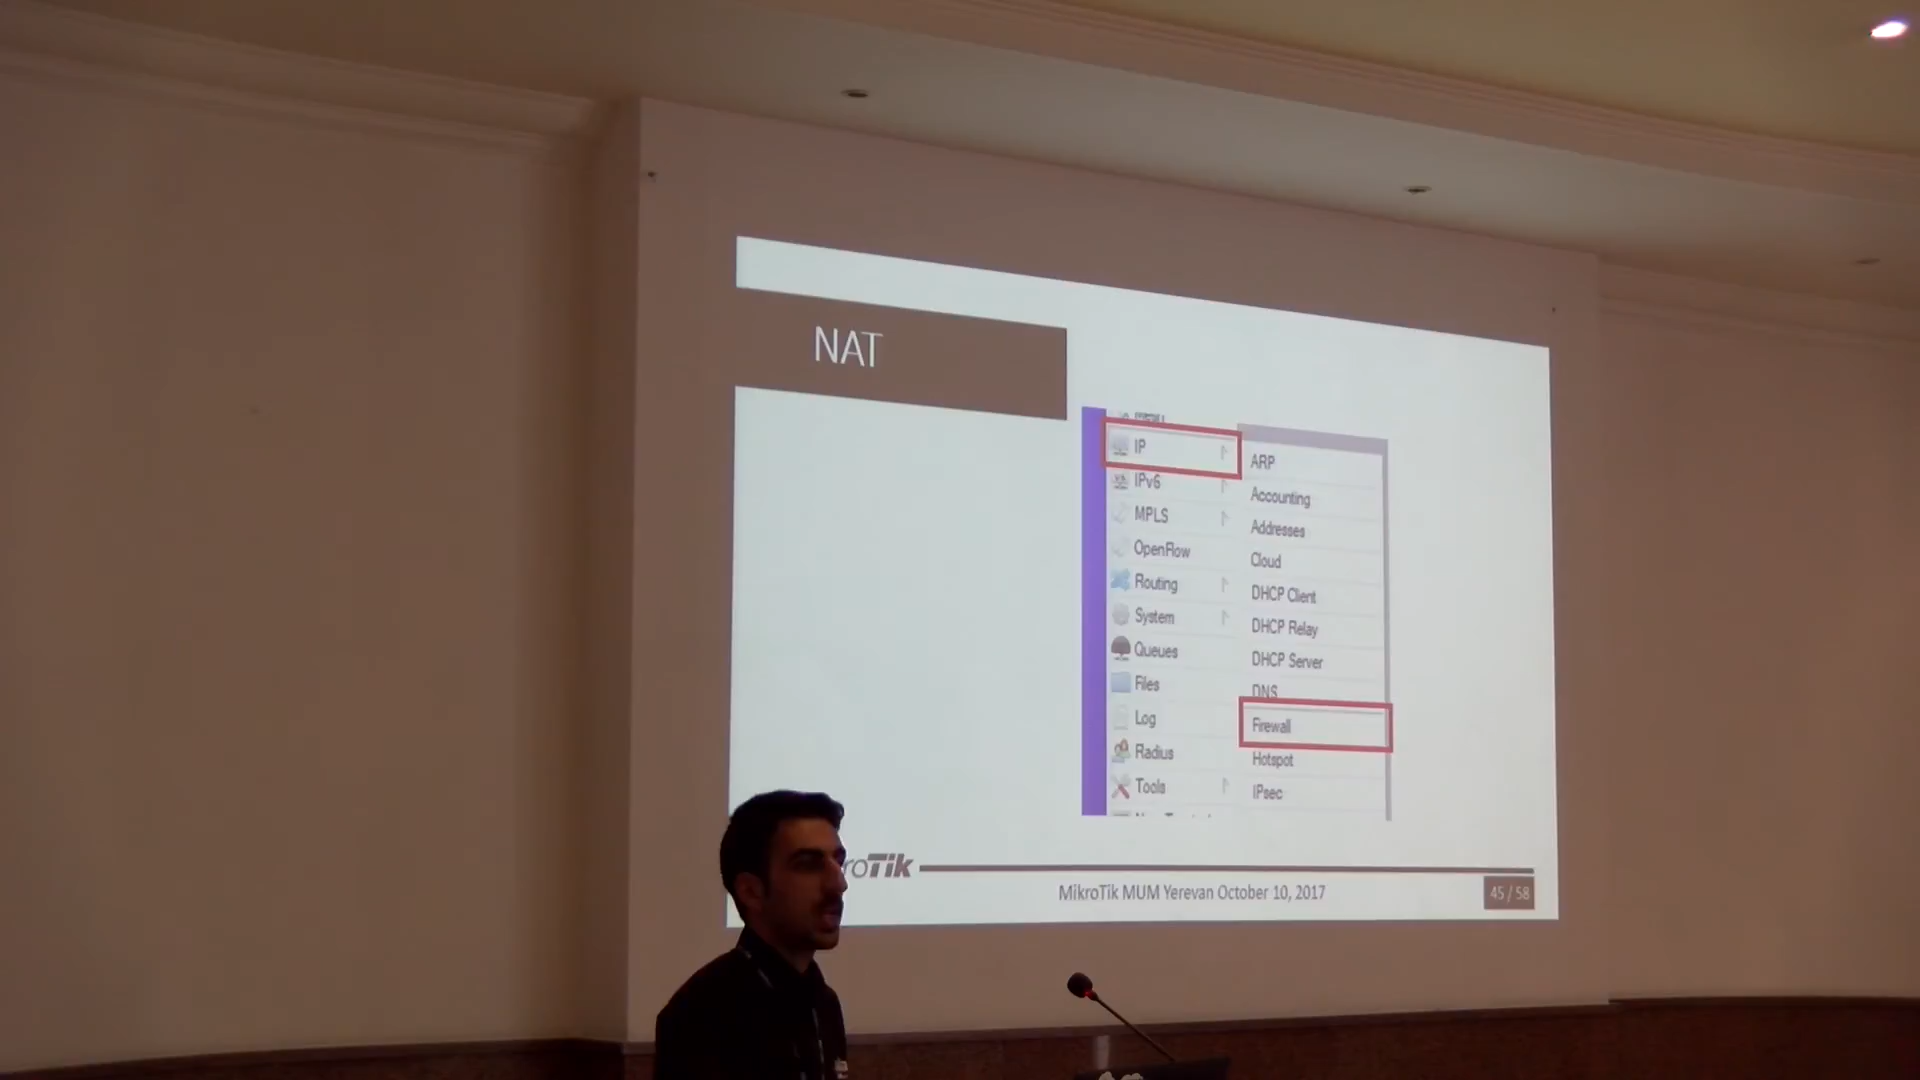 NAT
IP
IPv6
MPLS
OpenFlow
Routing
System
Queues
Files
Log
Radius
Tools
ARP
Accounting
Addresses
Cloud
DHCP Client
DHCP Relay
DHCP Server
DNS
Firewall
Hotspot
IPsec
roTik
MikroTik MUM Yerevan October 10, 2017
45 / 58